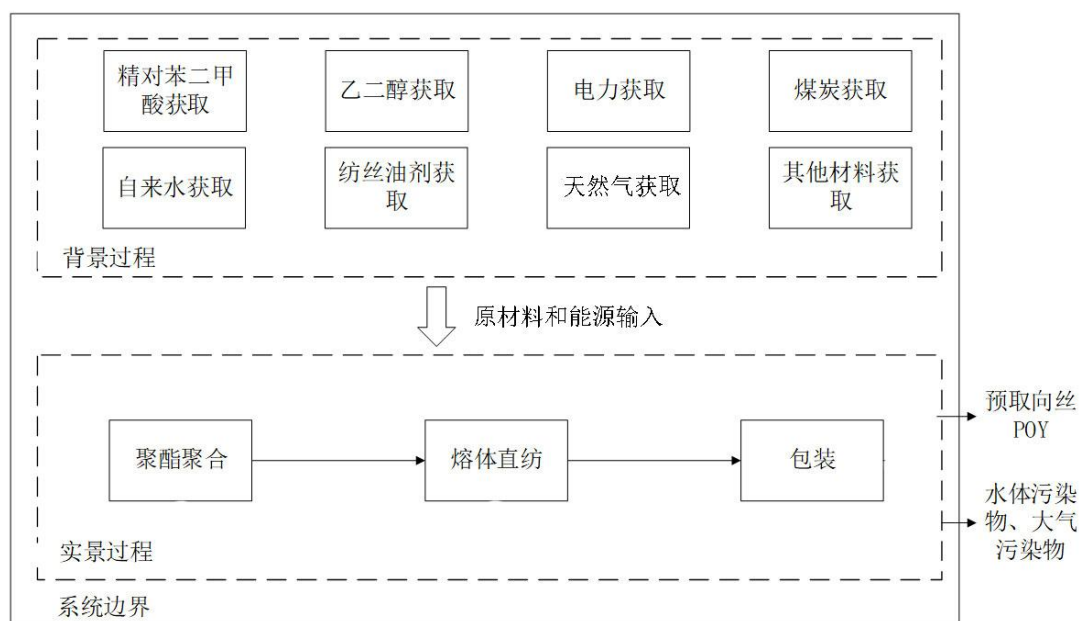 精对苯二甲
酸获取
乙二醇获取
电力获取
煤炭获取
自来水获取
纺丝油剂获
取
天然气获取
其他材料获
取
背景过程
原材料和能源输入
聚酯聚合
熔体直纺
包装
实景过程
系统边界
预取向丝
POY
水体污染
物、大气
污染物